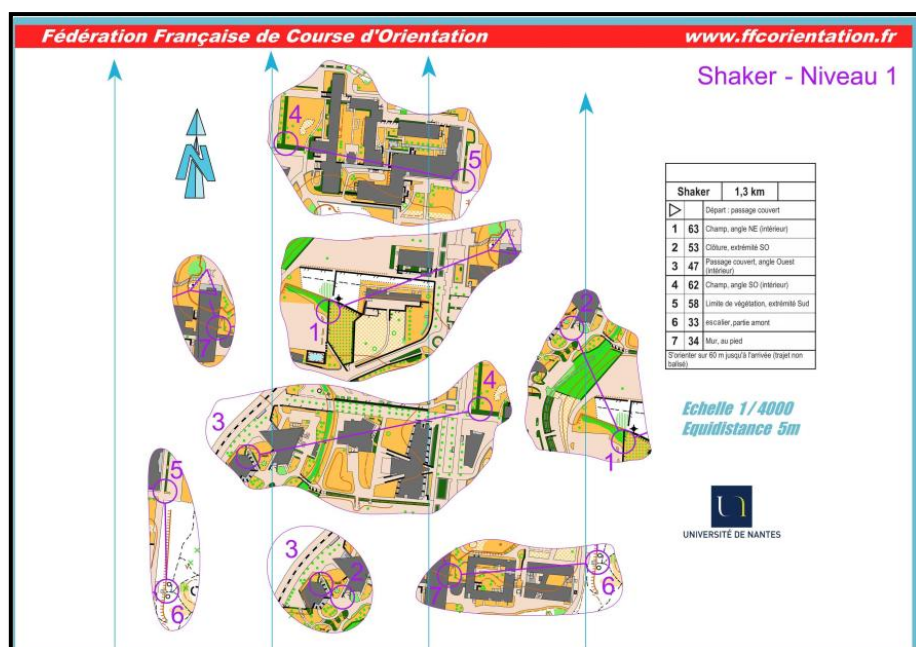 Fédération Française de Course d'Orientation www.ffcorientation.fr
Shaker - Niveau 1
N
4
5
Shaker 1,3 km
Départ : passage couvert
1 63 Champ, angle NE (intérieur)
2 53 Clôture, extrémité SO
3 47 Passage couvert, angle Ouest (intérieur)
4 62 Champ, angle SO (intérieur)
5 58 Limite de végétation, extrémité Sud
6 33 escalier, partie amont
7 34 Mur, au pied
S'orienter sur 60 m jusqu'à l'arrivée (trajet non
balisé)
7
1
2
1
3
4
Echelle 1/4000
Equidistance 5m
UNIVERSITÉ DE NANTES
5
6
3
2
7
6